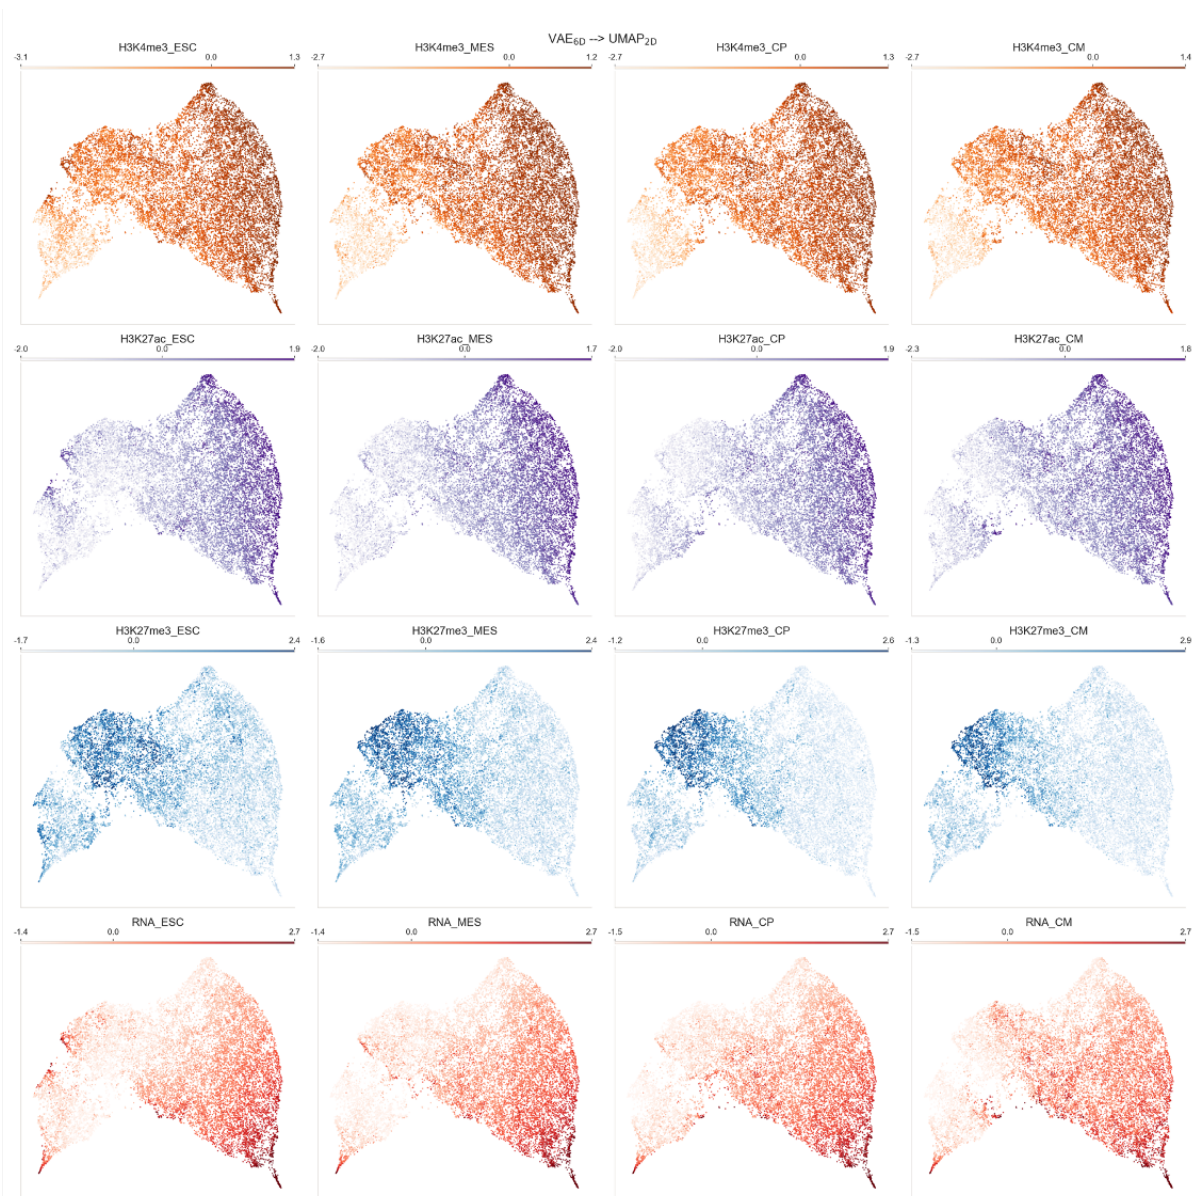 VAE6D --> UMAP2D
H3K4me3_ESC H3K4me3_MES H3K4me3_CP H3K4me3_CM
-3.1 0.0 1.3 -2.7 0.0 1.2 -2.7 0.0 1.3 -2.7 0.0 1.4
H3K27ac_ESC H3K27ac_MES H3K27ac_CP H3K27ac_CM
-2.0 0.0 1.9 -2.0 0.0 1.7 -2.0 0.0 1.9 -2.3 0.0 1.8
H3K27me3_ESC H3K27me3_MES H3K27me3_CP H3K27me3_CM
-1.7 0.0 2.4 -1.6 0.0 2.4 -1.2 0.0 2.6 -1.3 0.0 2.9
RNA_ESC RNA_MES RNA_CP RNA_CM
-1.4 0.0 2.7 -1.4 0.0 2.7 -1.5 0.0 2.7 -1.5 0.0 2.7